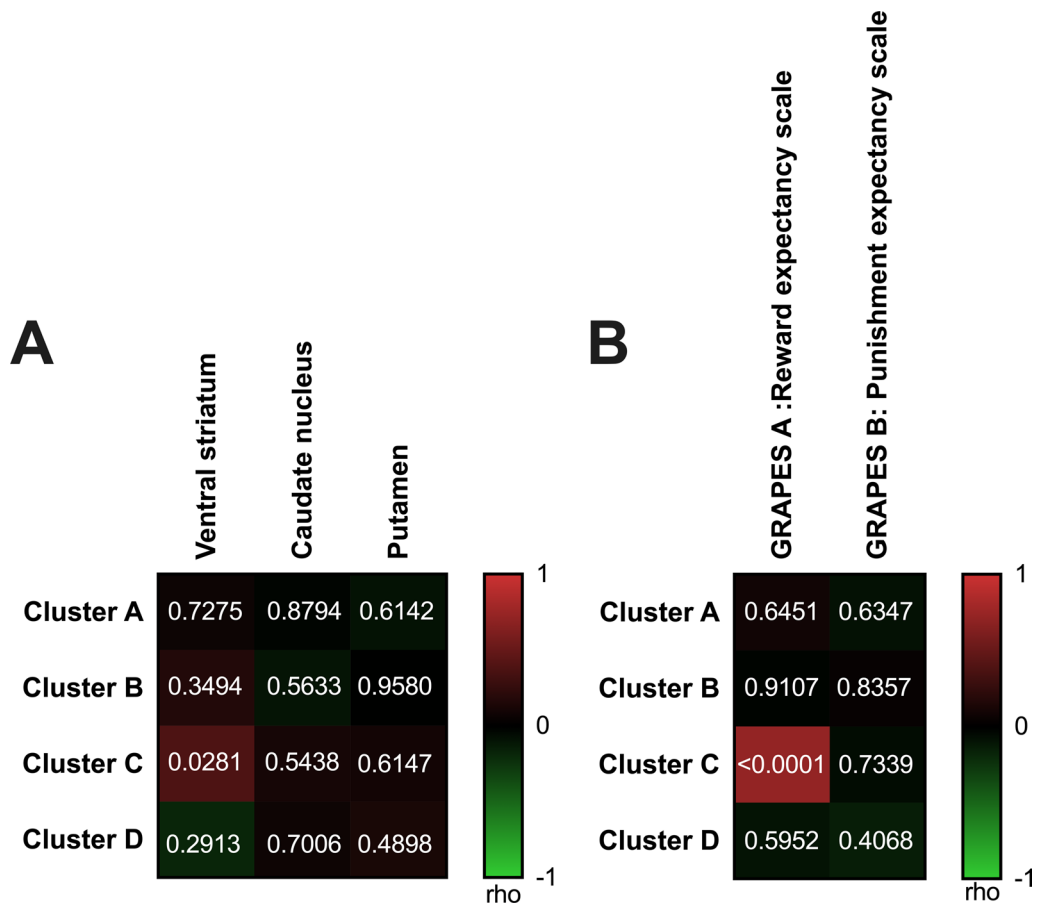 A
Ventral striatum
Caudate nucleus
Putamen
Cluster A 0.7275 0.8794 0.6142
Cluster B 0.3494 0.5633 0.9580
Cluster C 0.0281 0.5438 0.6147
Cluster D 0.2913 0.7006 0.4898
1
0
-1
rho
B
GRAPES A :Reward expectancy scale
GRAPES B: Punishment expectancy scale
Cluster A 0.6451 0.6347
Cluster B 0.9107 0.8357
Cluster C <0.0001 0.7339
Cluster D 0.5952 0.4068
1
0
-1
rho